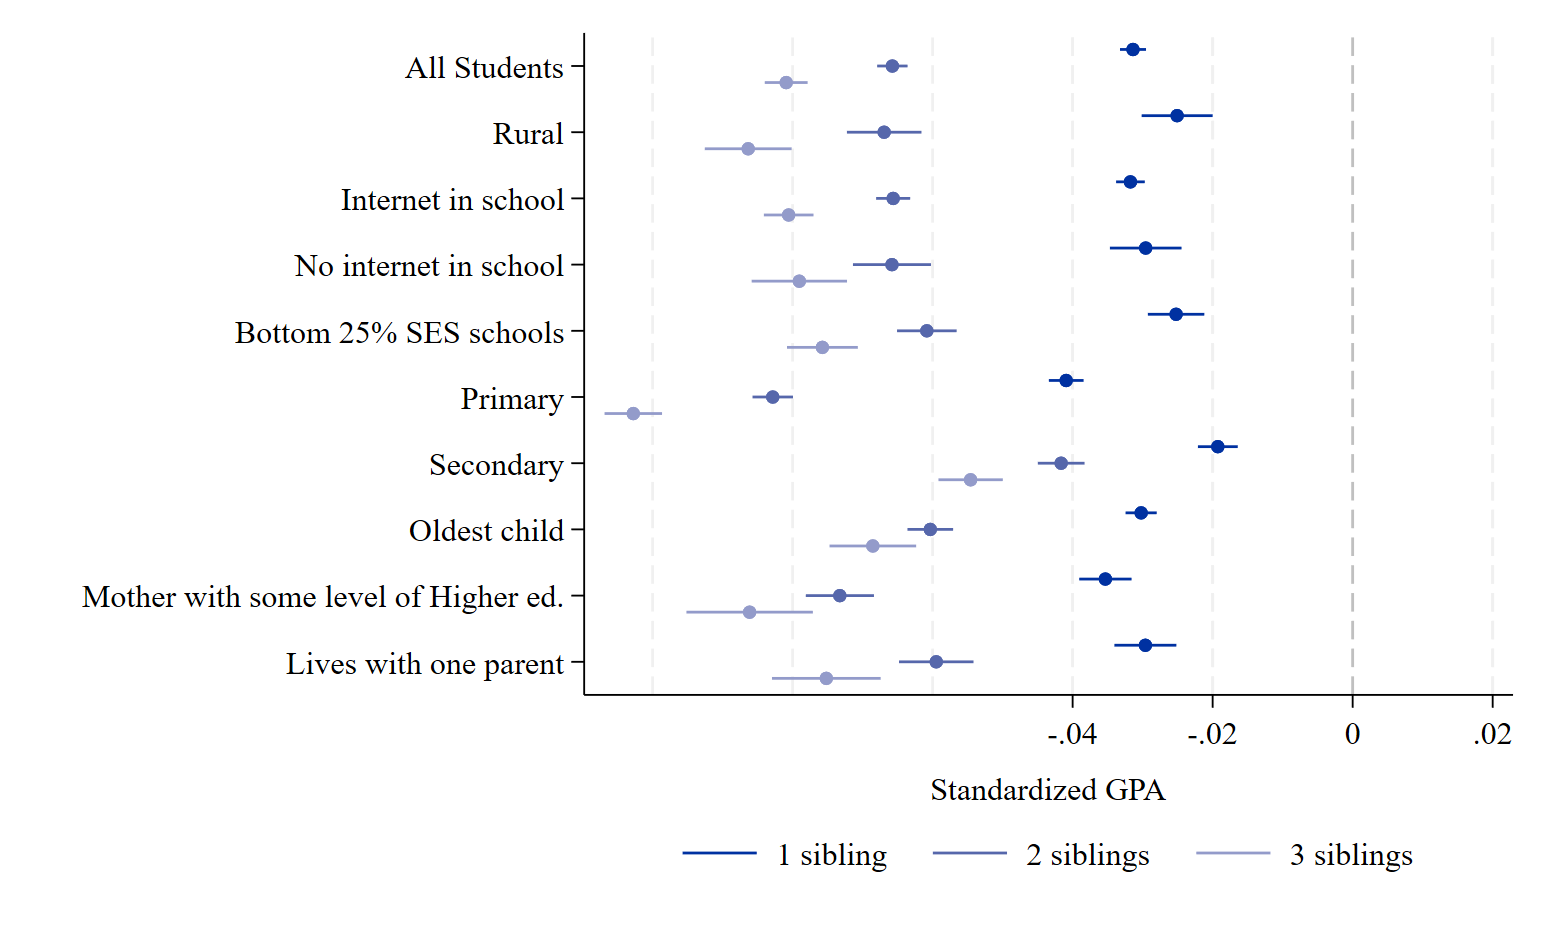 All Students
Rural
Internet in school
No internet in school
Bottom 25% SES schools
Primary
Secondary
Oldest child
Mother with some level of Higher ed.
Lives with one parent
-.04 -.02 0 .02
Standardized GPA
1 sibling 2 siblings 3 siblings